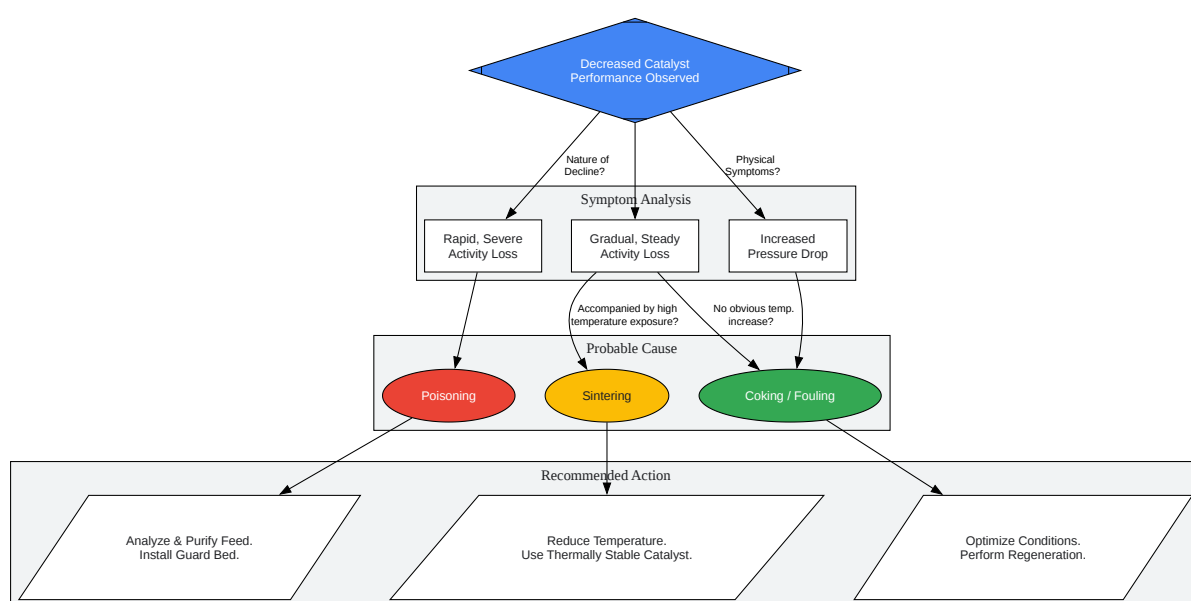 Decreased Catalyst
Performance Observed
Nature of
Decline?
Physical
Symptoms?
Symptom Analysis
Rapid, Severe
Activity Loss
Gradual, Steady
Activity Loss
Increased
Pressure Drop
Accompanied by high
temperature exposure?
No obvious temp.
increase?
Probable Cause
Poisoning
Sintering
Coking / Fouling
Recommended Action
Analyze & Purify Feed.
Install Guard Bed.
Reduce Temperature.
Use Thermally Stable Catalyst.
Optimize Conditions.
Perform Regeneration.